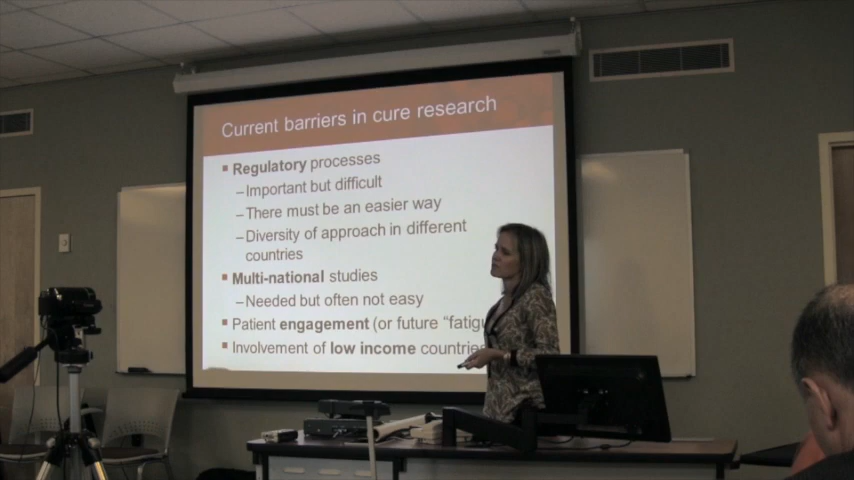 Current barriers in cure research
▪ Regulatory processes
–Important but difficult
–There must be an easier way
–Diversity of approach in different
countries
▪ Multi-national studies
–Needed but often not easy
▪ Patient engagement (or future
▪ Involvement of low income